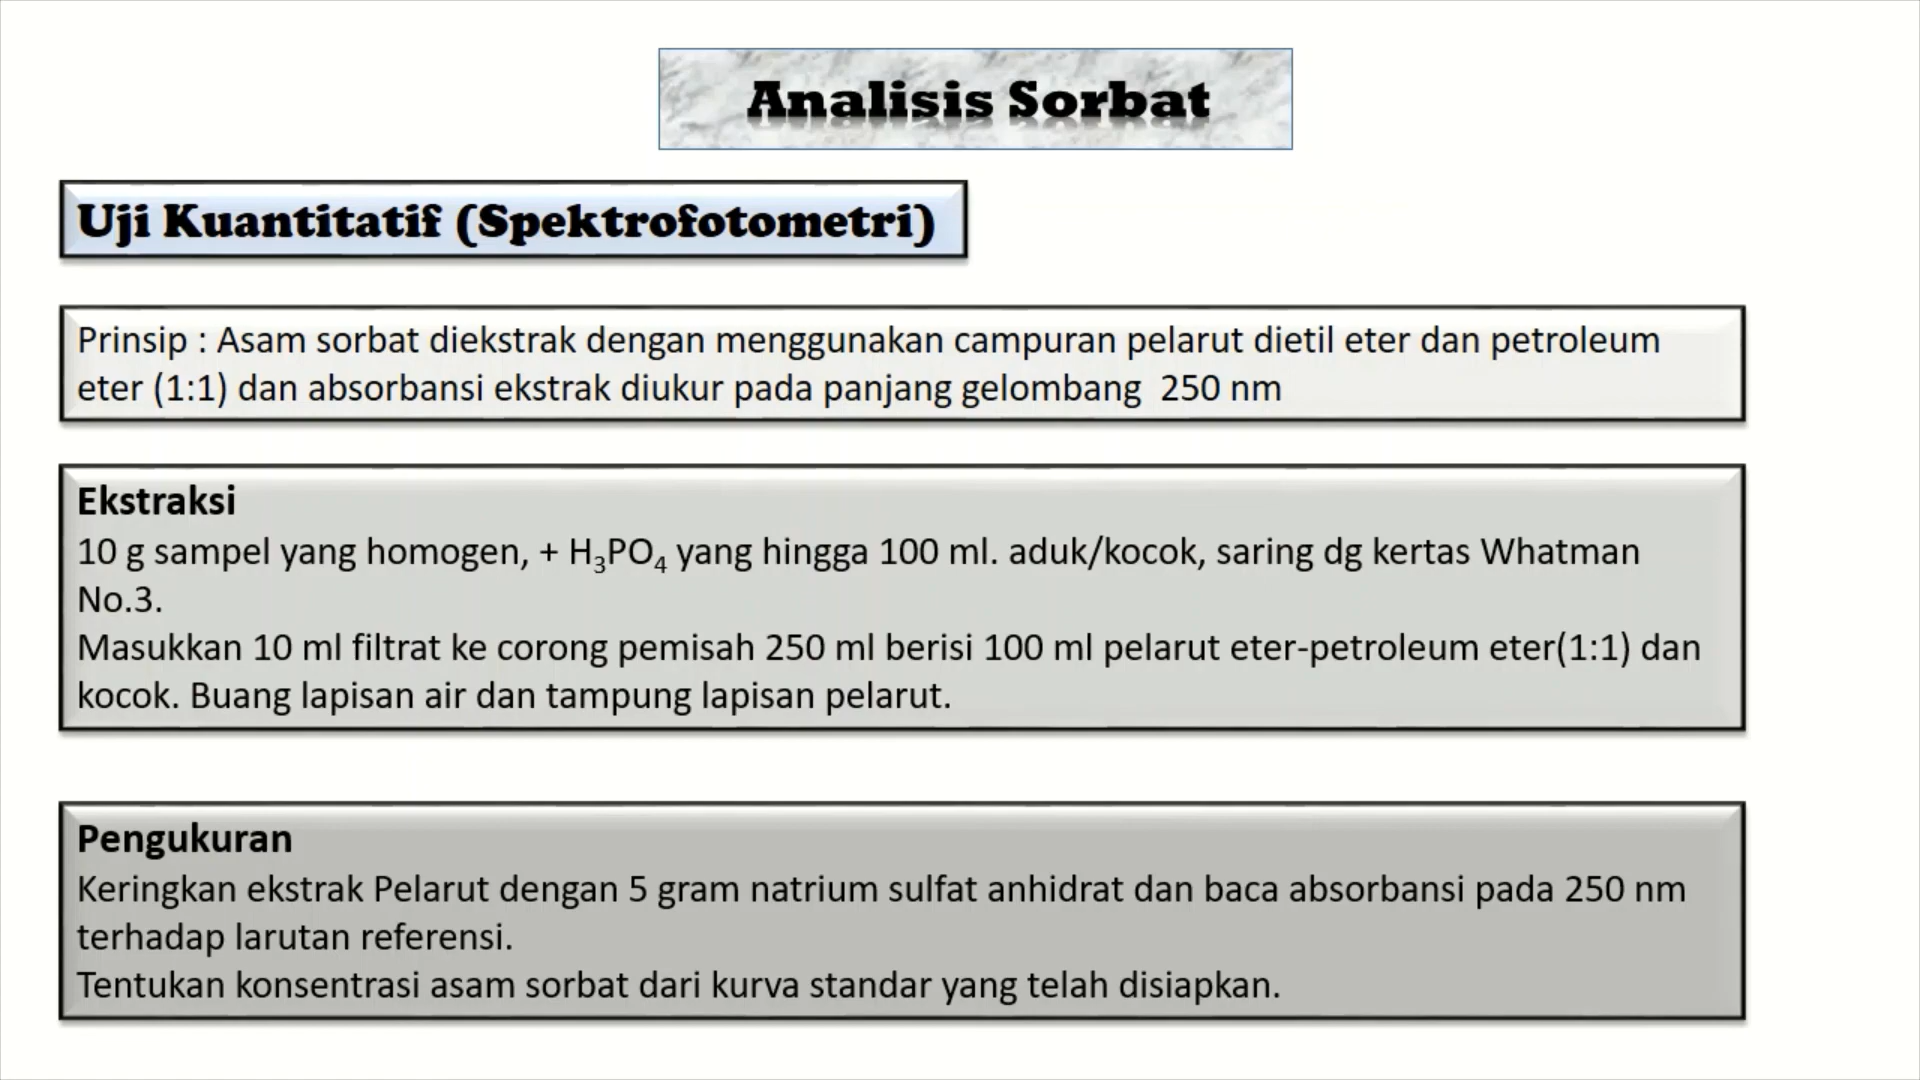 Analisis Sorbat
Uji Kuantitatif (Spektrofotometri)
Prinsip : Asam sorbat diekstrak dengan menggunakan campuran pelarut dietil eter dan petroleum
eter (1:1) dan absorbansi ekstrak diukur pada panjang gelombang  250 nm
Ekstraksi
10 g sampel yang homogen, + H₃PO₄ yang hingga 100 ml. aduk/kocok, saring dg kertas Whatman
No.3.
Masukkan 10 ml filtrat ke corong pemisah 250 ml berisi 100 ml pelarut eter-petroleum eter(1:1) dan
kocok. Buang lapisan air dan tampung lapisan pelarut.
Pengukuran
Keringkan ekstrak Pelarut dengan 5 gram natrium sulfat anhidrat dan baca absorbansi pada 250 nm
terhadap larutan referensi.
Tentukan konsentrasi asam sorbat dari kurva standar yang telah disiapkan.